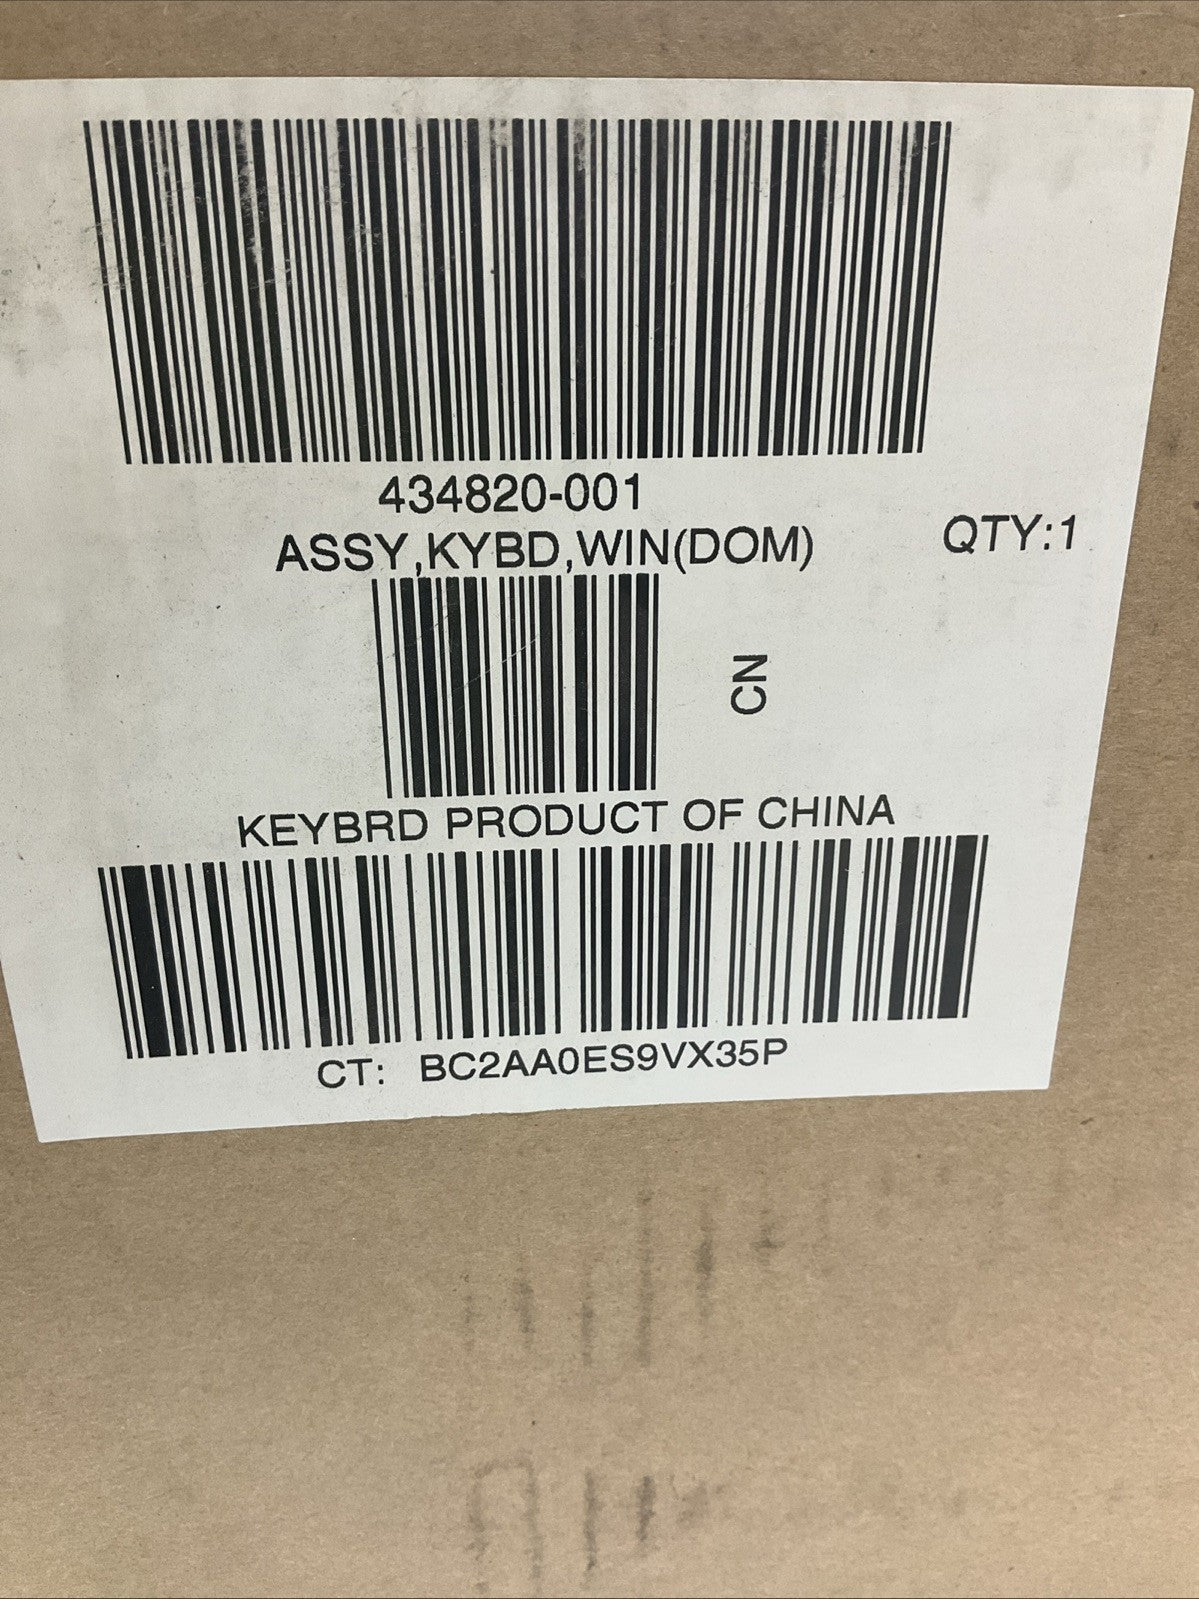 434820-001
ASSY,KYBD,WIN(DOM)
QTY:1
CN
KEYBRD PRODUCT OF CHINA
CT: BC2AA0ES9VX35P